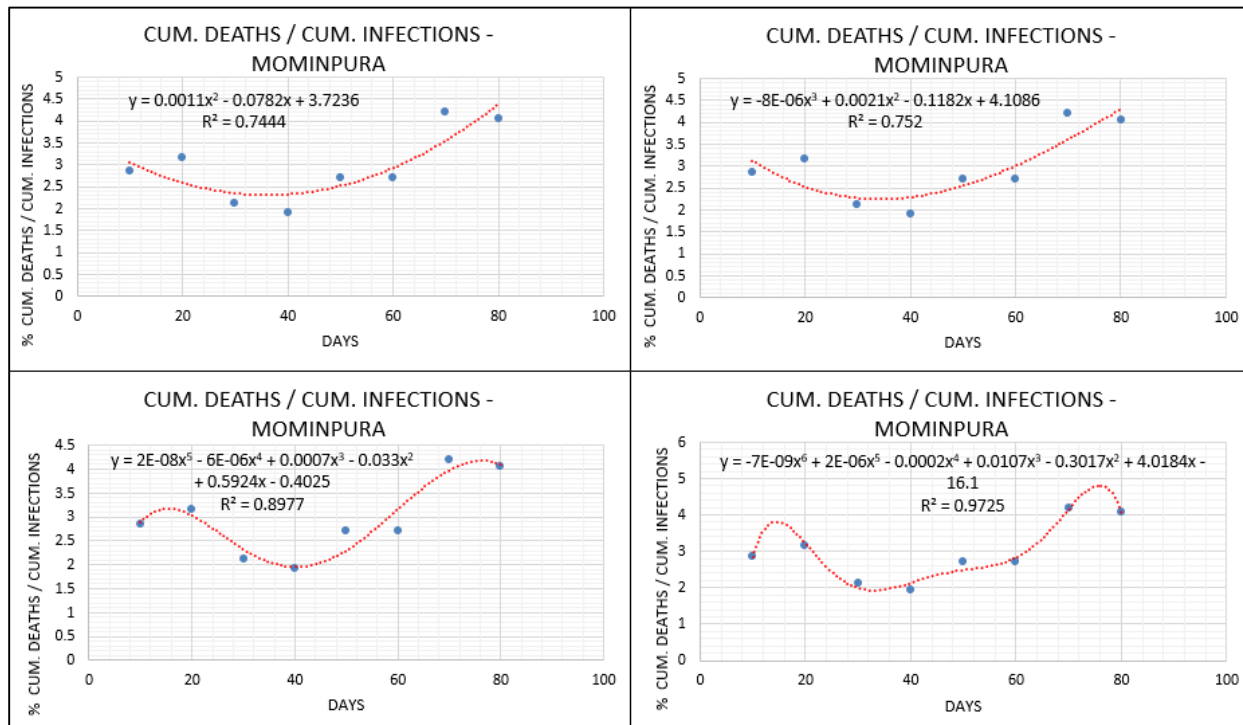 CUM. DEATHS / CUM. INFECTIONS -
MOMINPURA
y = 0.0011x² - 0.0782x + 3.7236
R² = 0.7444
% CUM. DEATHS / CUM. INFECTIONS
5
4.5
4
3.5
3
2.5
2
1.5
1
0.5
0
0 20 40 60 80 100
DAYS
CUM. DEATHS / CUM. INFECTIONS -
MOMINPURA
y = -8E-06x³ + 0.0021x² - 0.1182x + 4.1086
R² = 0.752
% CUM. DEATHS / CUM. INFECTIONS
5
4.5
4
3.5
3
2.5
2
1.5
1
0.5
0
0 20 40 60 80 100
DAYS
CUM. DEATHS / CUM. INFECTIONS -
MOMINPURA
y = 2E-08x⁵ - 6E-06x⁴ + 0.0007x³ - 0.033x²
+ 0.5924x - 0.4025
R² = 0.8977
% CUM. DEATHS / CUM. INFECTIONS
4.5
4
3.5
3
2.5
2
1.5
1
0.5
0
0 20 40 60 80 100
DAYS
CUM. DEATHS / CUM. INFECTIONS -
MOMINPURA
y = -7E-09x⁶ + 2E-06x⁵ - 0.0002x⁴ + 0.0107x³ - 0.3017x² + 4.0184x -
16.1
R² = 0.9725
% CUM. DEATHS / CUM. INFECTIONS
6
5
4
3
2
1
0
0 20 40 60 80 100
DAYS